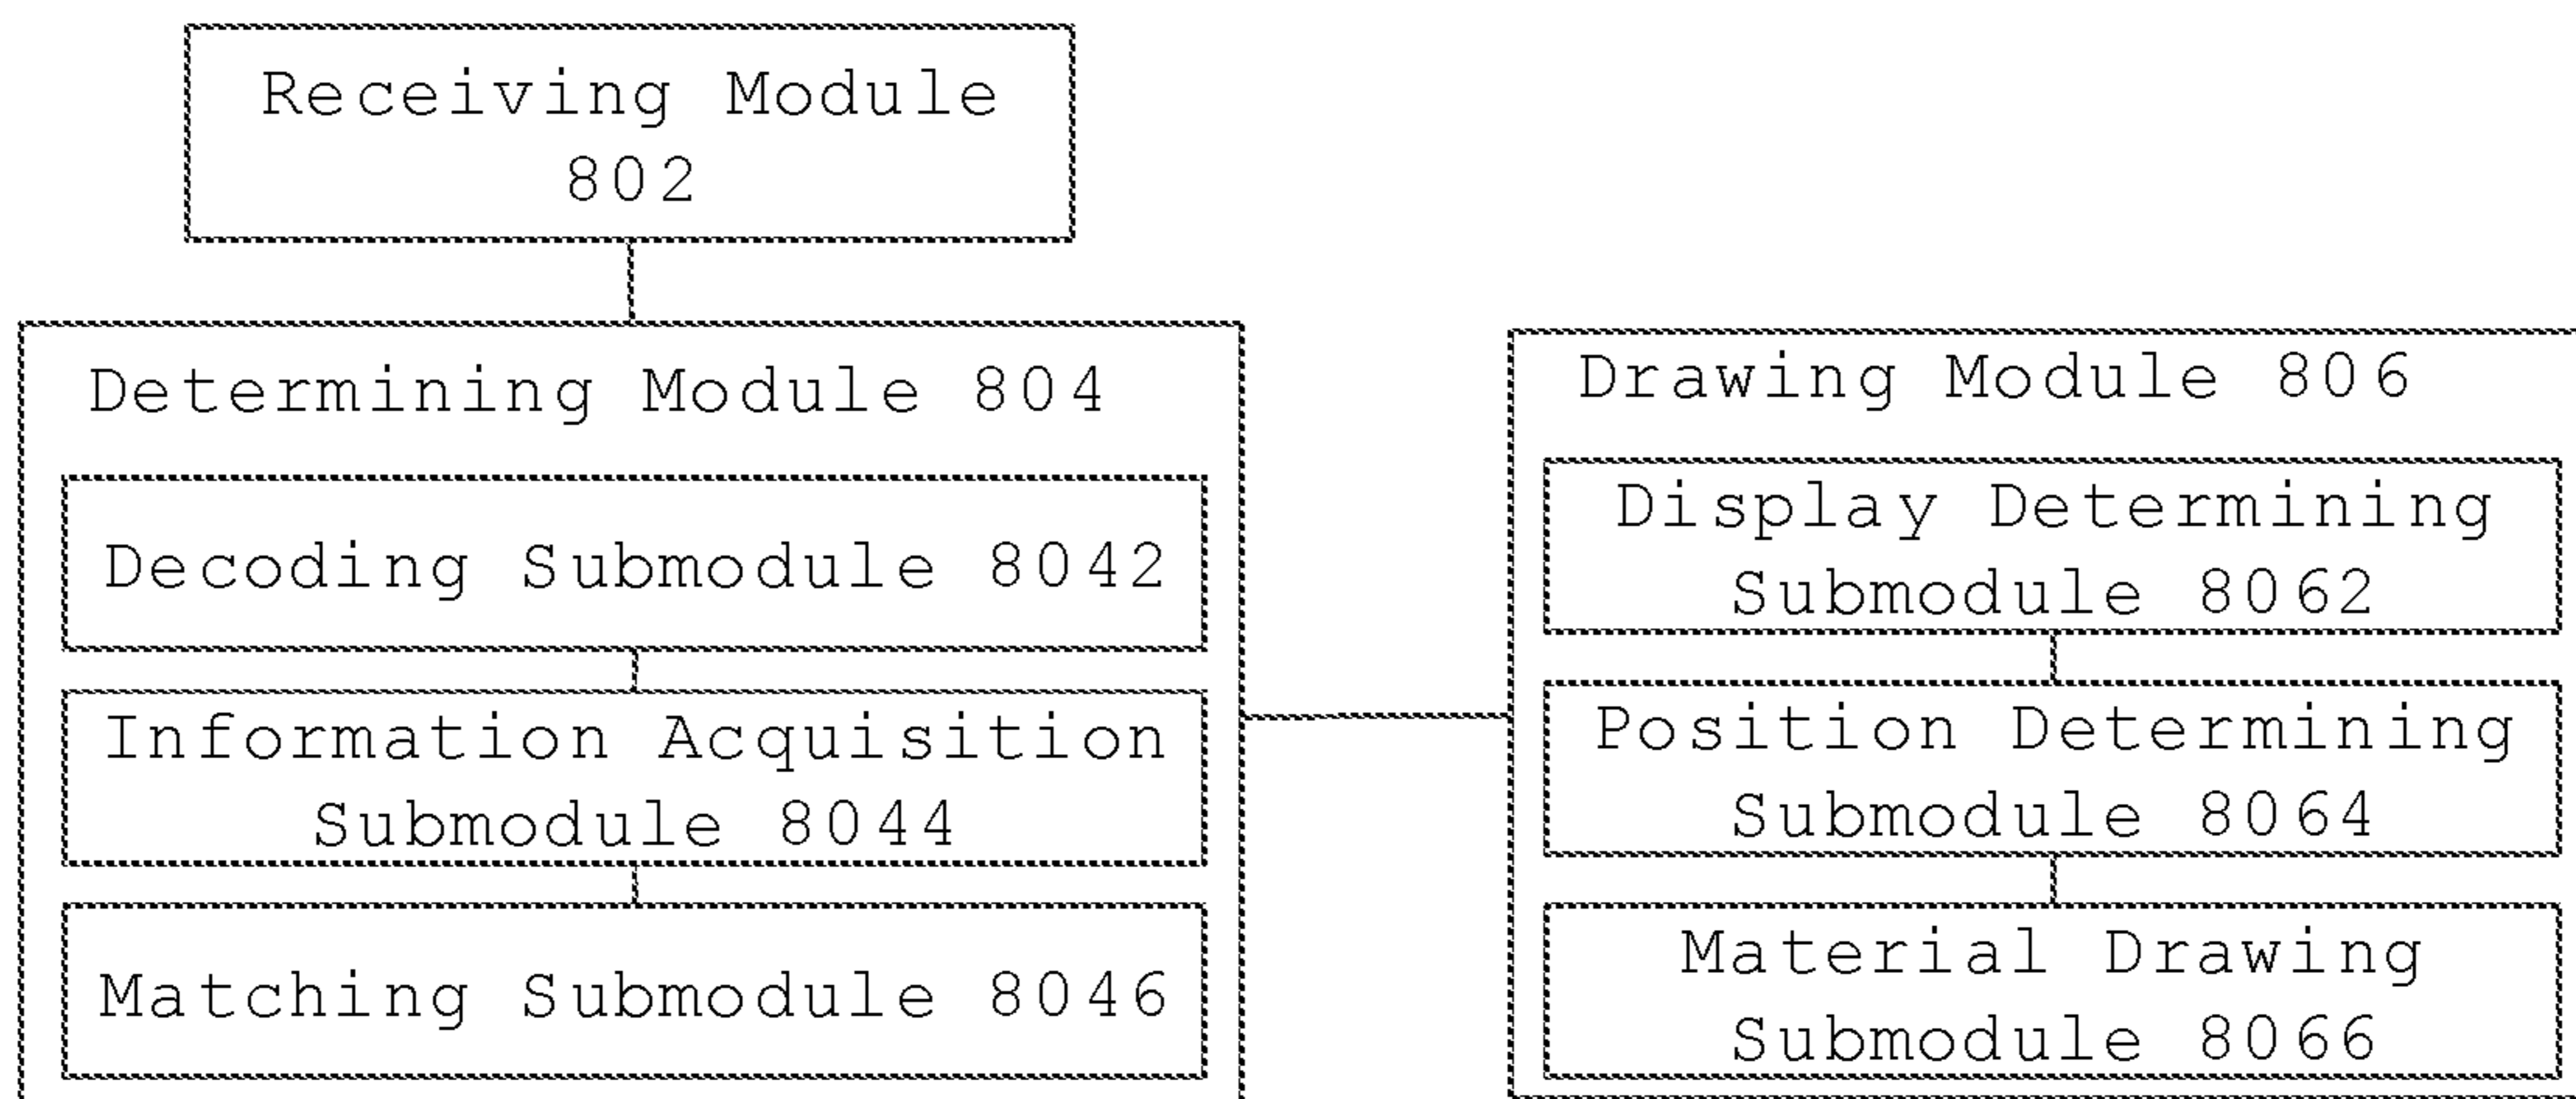 Receiving Module
802
Determining Module 804
Decoding Submodule 8042
Information Acquisition
Submodule 8044
Matching Submodule 8046
Drawing Module 806
Display Determining
Submodule 8062
Position Determining
Submodule 8064
Material Drawing
Submodule 8066